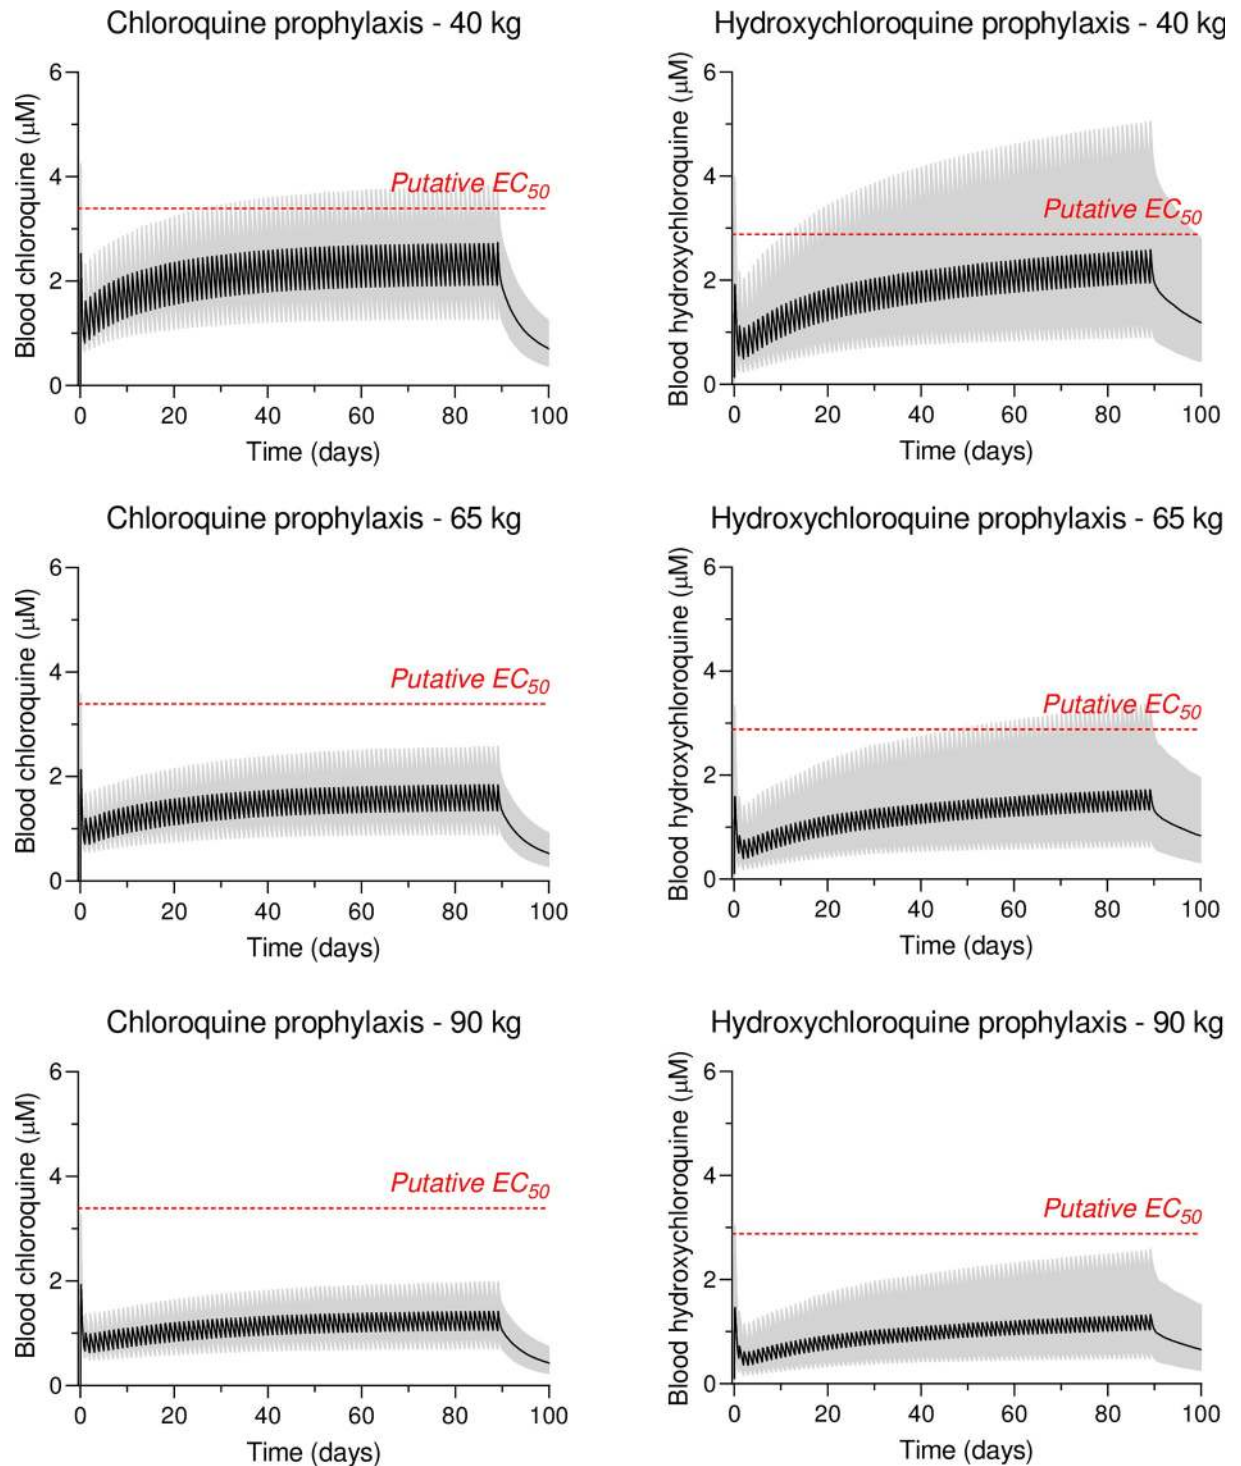 Chloroquine prophylaxis - 40 kg
Blood chloroquine (μM)
6
4
2
0
Putative EC50
0 20 40 60 80 100
Time (days)
Hydroxychloroquine prophylaxis - 40 kg
Blood hydroxychloroquine (μM)
6
4
2
0
Putative EC50
0 20 40 60 80 100
Time (days)
Chloroquine prophylaxis - 65 kg
Blood chloroquine (μM)
6
4
2
0
Putative EC50
0 20 40 60 80 100
Time (days)
Hydroxychloroquine prophylaxis - 65 kg
Blood hydroxychloroquine (μM)
6
4
2
0
Putative EC50
0 20 40 60 80 100
Time (days)
Chloroquine prophylaxis - 90 kg
Blood chloroquine (μM)
6
4
2
0
Putative EC50
0 20 40 60 80 100
Time (days)
Hydroxychloroquine prophylaxis - 90 kg
Blood hydroxychloroquine (μM)
6
4
2
0
Putative EC50
0 20 40 60 80 100
Time (days)